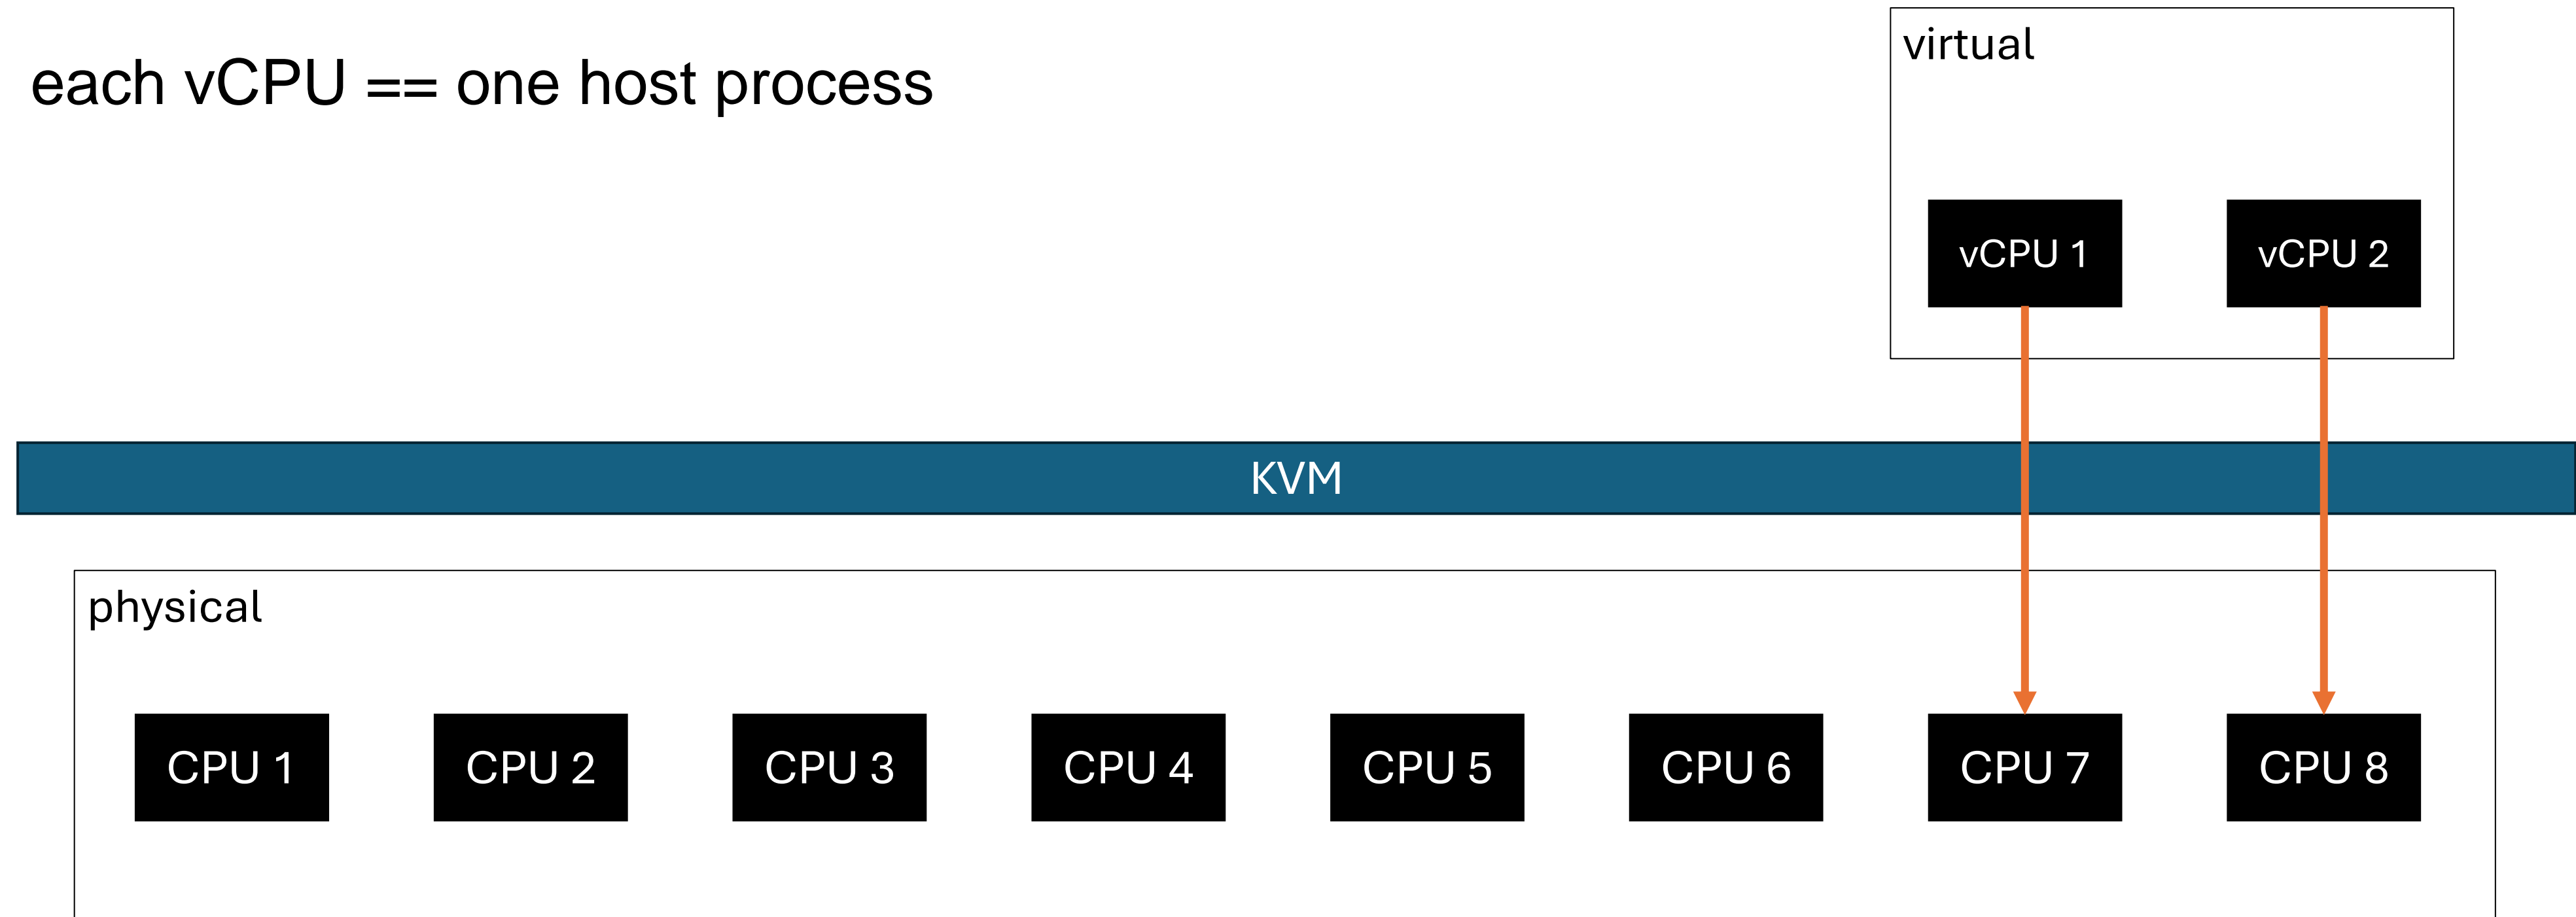 each vCPU == one host process
virtual
vCPU 1
vCPU 2
KVM
physical
CPU 1
CPU 2
CPU 3
CPU 4
CPU 5
CPU 6
CPU 7
CPU 8